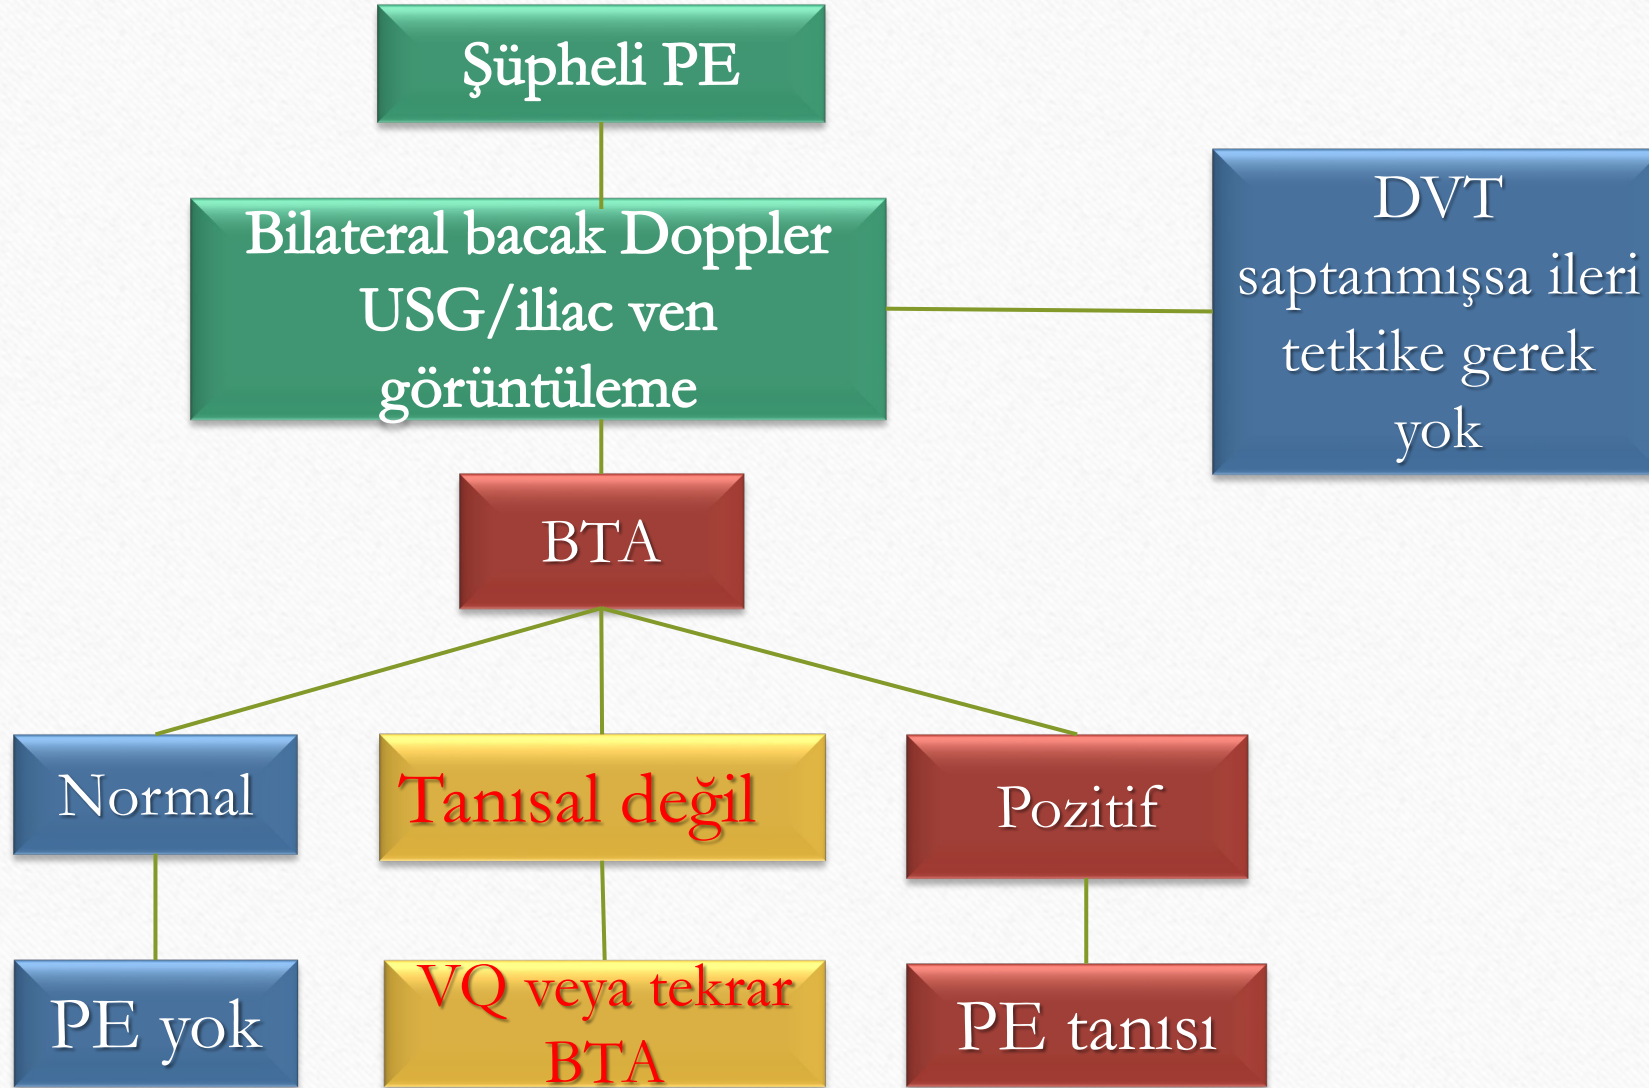 Şüpheli PE
Bilateral bacak Doppler
USG/iliac ven
görüntüleme
DVT
saptanmışsa ileri
tetkike gerek
yok
BTA
Normal
Tanısal değil
Pozitif
PE yok
VQ veya tekrar
BTA
PE tanısı